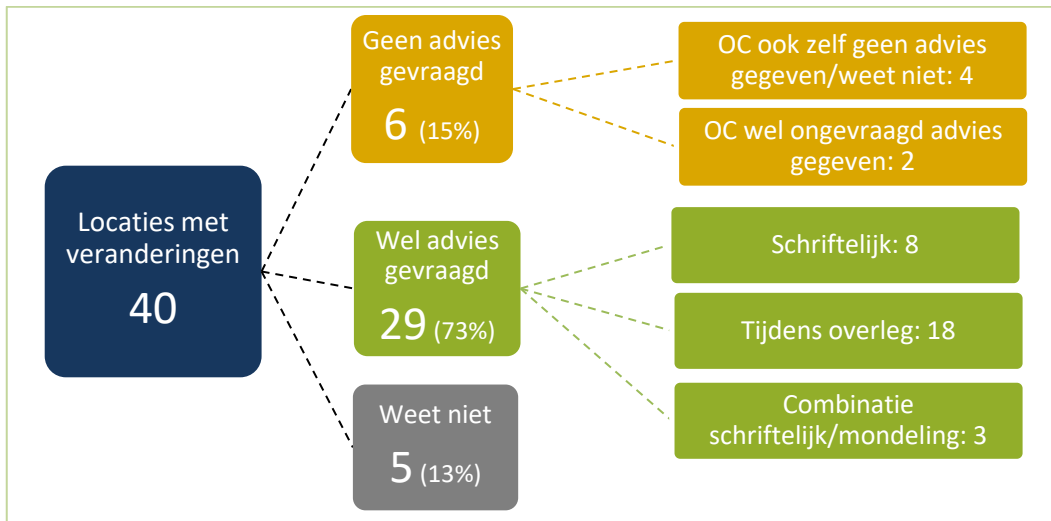 Locaties met
veranderingen
40
Geen advies
gevraagd
6 (15%)
OC ook zelf geen advies
gegeven/weet niet: 4
OC wel ongevraagd advies
gegeven: 2
Wel advies
gevraagd
29 (73%)
Schriftelijk: 8
Tijdens overleg: 18
Combinatie
schriftelijk/mondeling: 3
Weet niet
5 (13%)